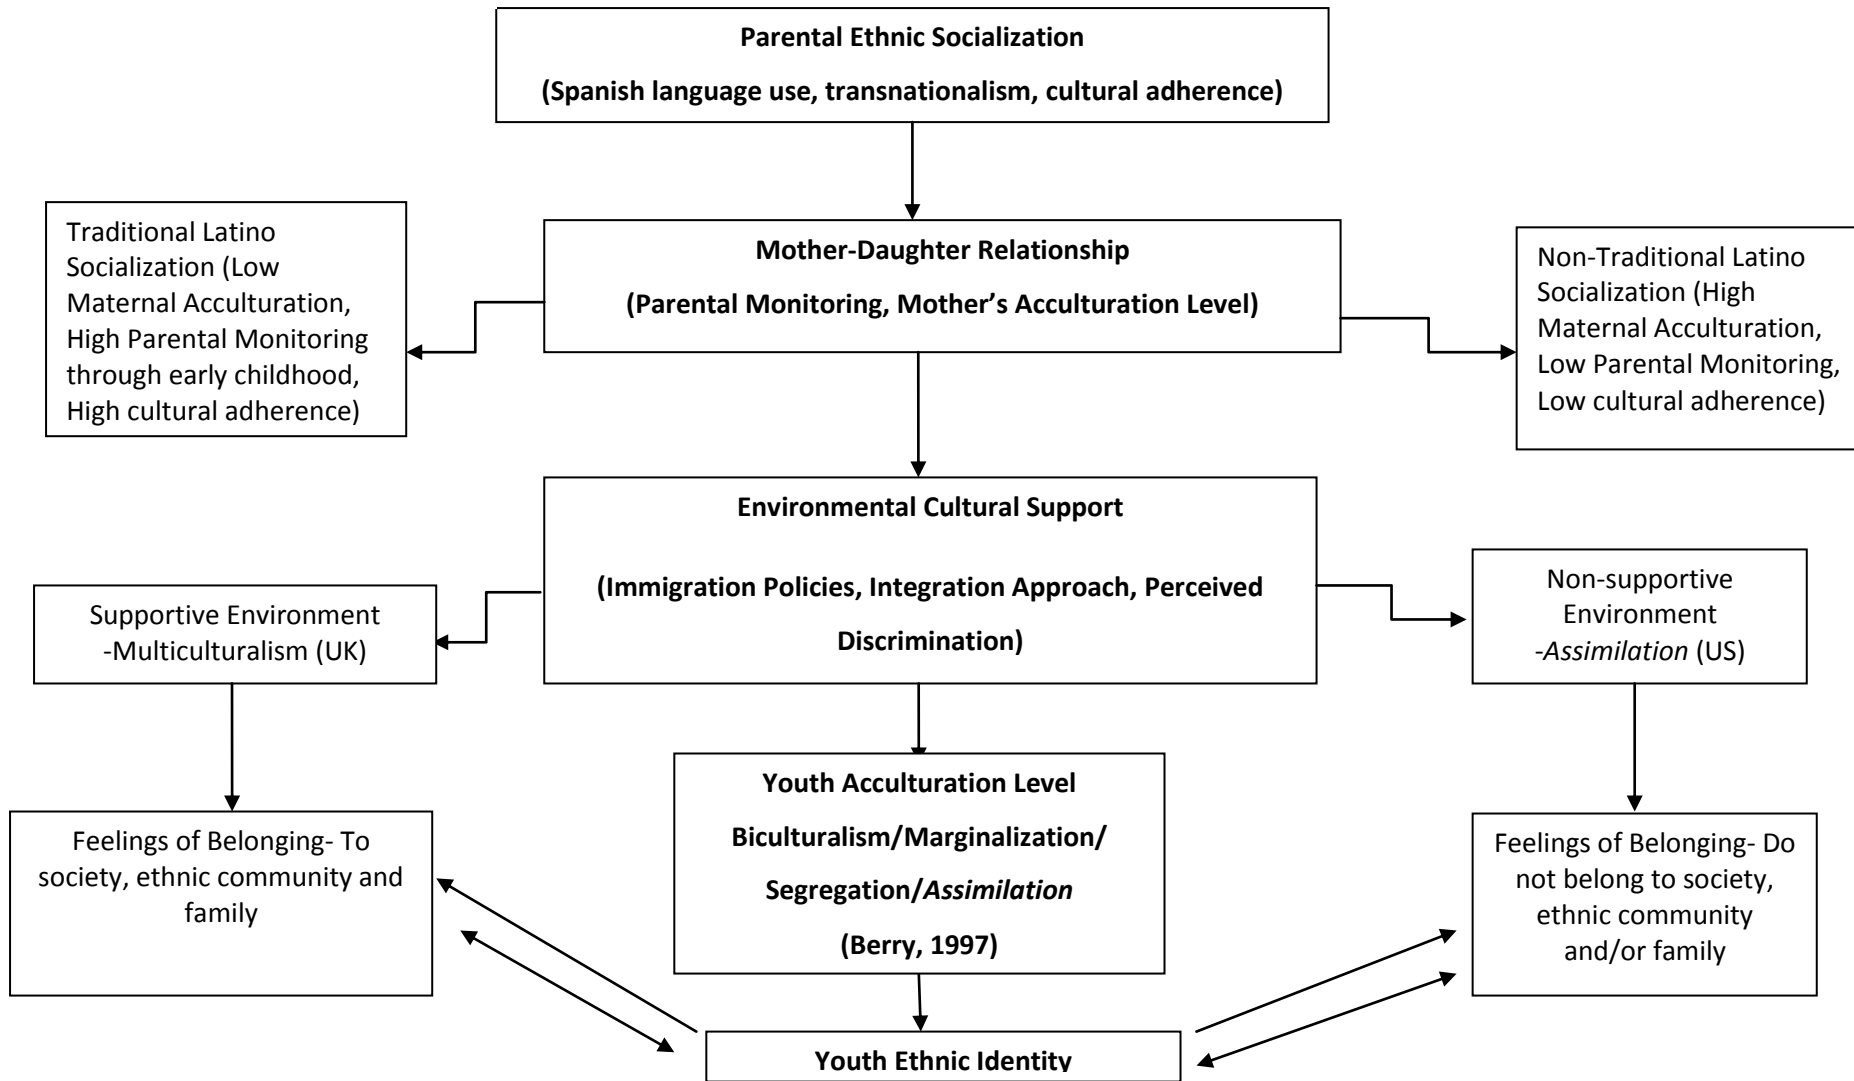 Parental Ethnic Socialization
(Spanish language use, transnationalism, cultural adherence)
Traditional Latino
Socialization (Low
Maternal Acculturation,
High Parental Monitoring
through early childhood,
High cultural adherence)
Mother-Daughter Relationship
(Parental Monitoring, Mother’s Acculturation Level)
Non-Traditional Latino
Socialization (High
Maternal Acculturation,
Low Parental Monitoring,
Low cultural adherence)
Environmental Cultural Support
(Immigration Policies, Integration Approach, Perceived
Discrimination)
Supportive Environment
-Multiculturalism (UK)
Non-supportive
Environment
-Assimilation (US)
Feelings of Belonging- To
society, ethnic community and
family
Youth Acculturation Level
Biculturalism/Marginalization/
Segregation/Assimilation
(Berry, 1997)
Feelings of Belonging- Do
not belong to society,
ethnic community
and/or family
Youth Ethnic Identity